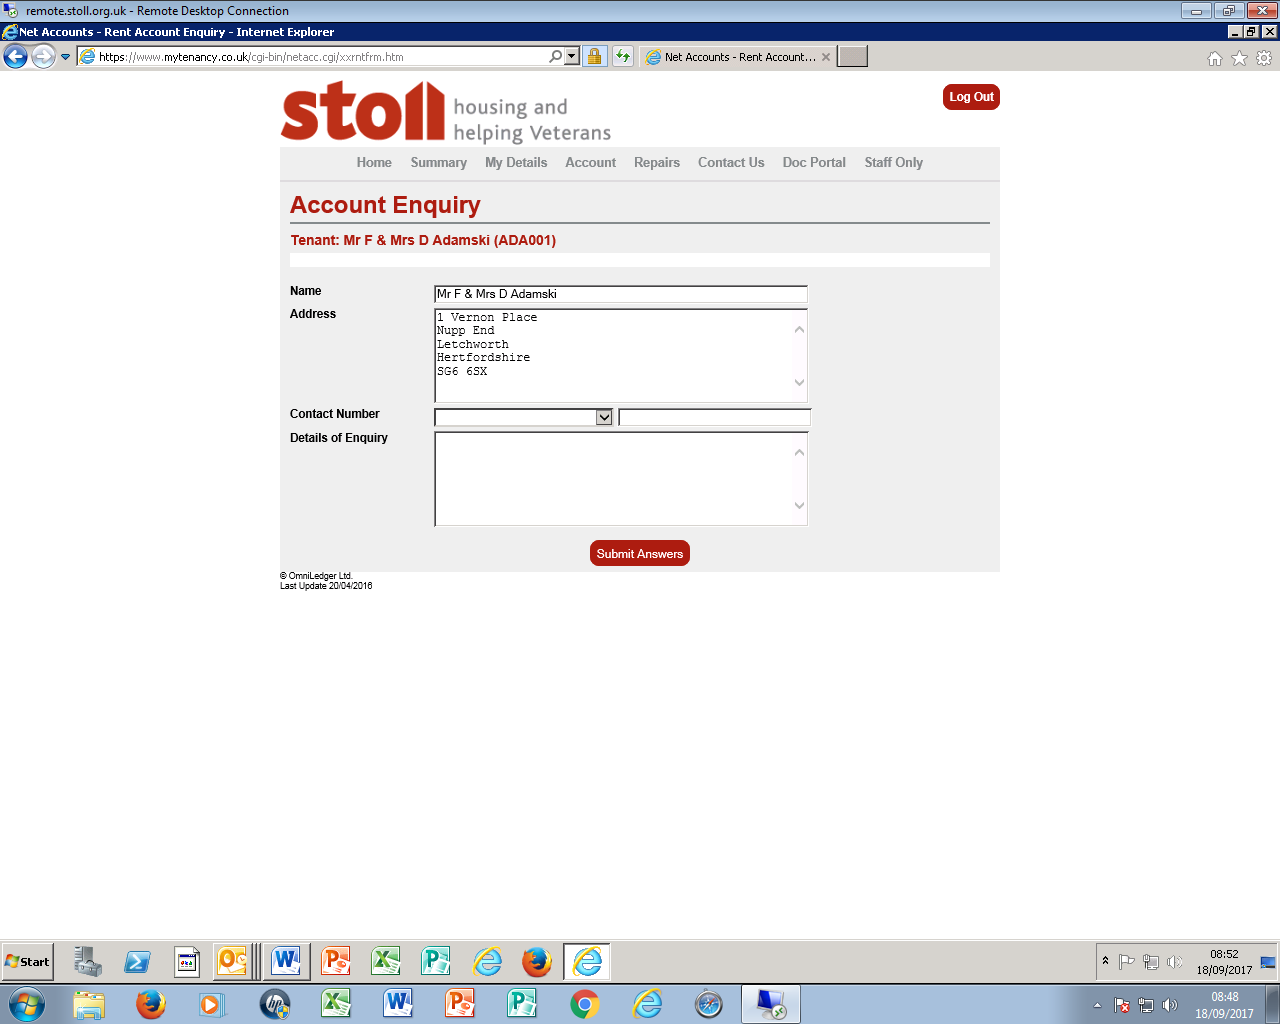 remote.stoll.org.uk - Remote Desktop Connection
Net Accounts - Rent Account Enquiry - Internet Explorer
https://www.mytenancy.co.uk/cgi-bin/netacc.cgi/xxrntfrm.htm
Net Accounts - Rent Account...
stoll housing and
helping Veterans
Log Out
Home Summary My Details Account Repairs Contact Us Doc Portal Staff Only
Account Enquiry
Tenant: Mr F & Mrs D Adamski (ADA001)
Name Mr F & Mrs D Adamski
Address 1 Vernon Place
Nupp End
Letchworth
Hertfordshire
SG6 6SX
Contact Number
Details of Enquiry
Submit Answers
© OmniLedger Ltd.
Last Update 20/04/2016
Start
08:52
18/09/2017
08:48
18/09/2017